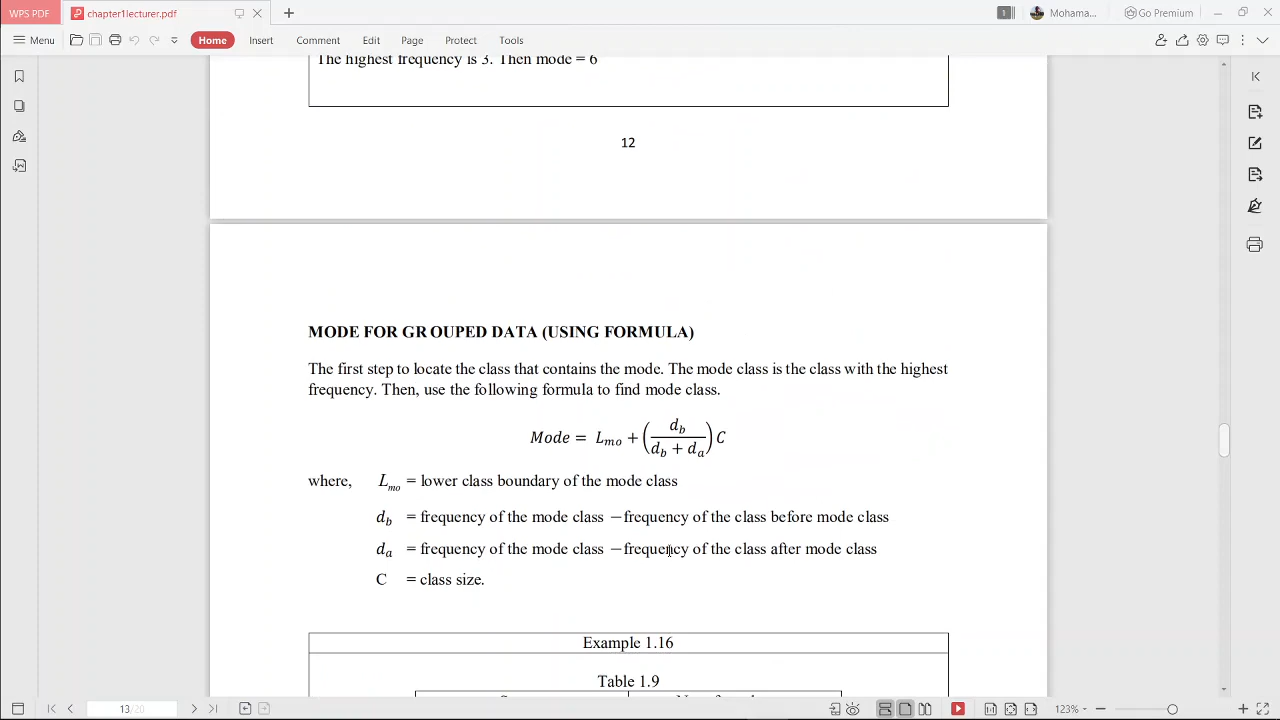 WPS PDF
chapter1lecturer.pdf
1
Mohama...
Go Premium
Menu
Home
Insert
Comment
Edit
Page
Protect
Tools
The highest frequency is 3. Then mode = 6
12
MODE FOR GROUPED DATA (USING FORMULA)
The first step to locate the class that contains the mode. The mode class is the class with the highest
frequency. Then, use the following formula to find mode class.
Mode = L_mo + (d_b / (d_b + d_a)) C
where, L_mo = lower class boundary of the mode class
d_b = frequency of the mode class − frequency of the class before mode class
d_a = frequency of the mode class − frequency of the class after mode class
C = class size.
Example 1.16
Table 1.9
13/20
123%